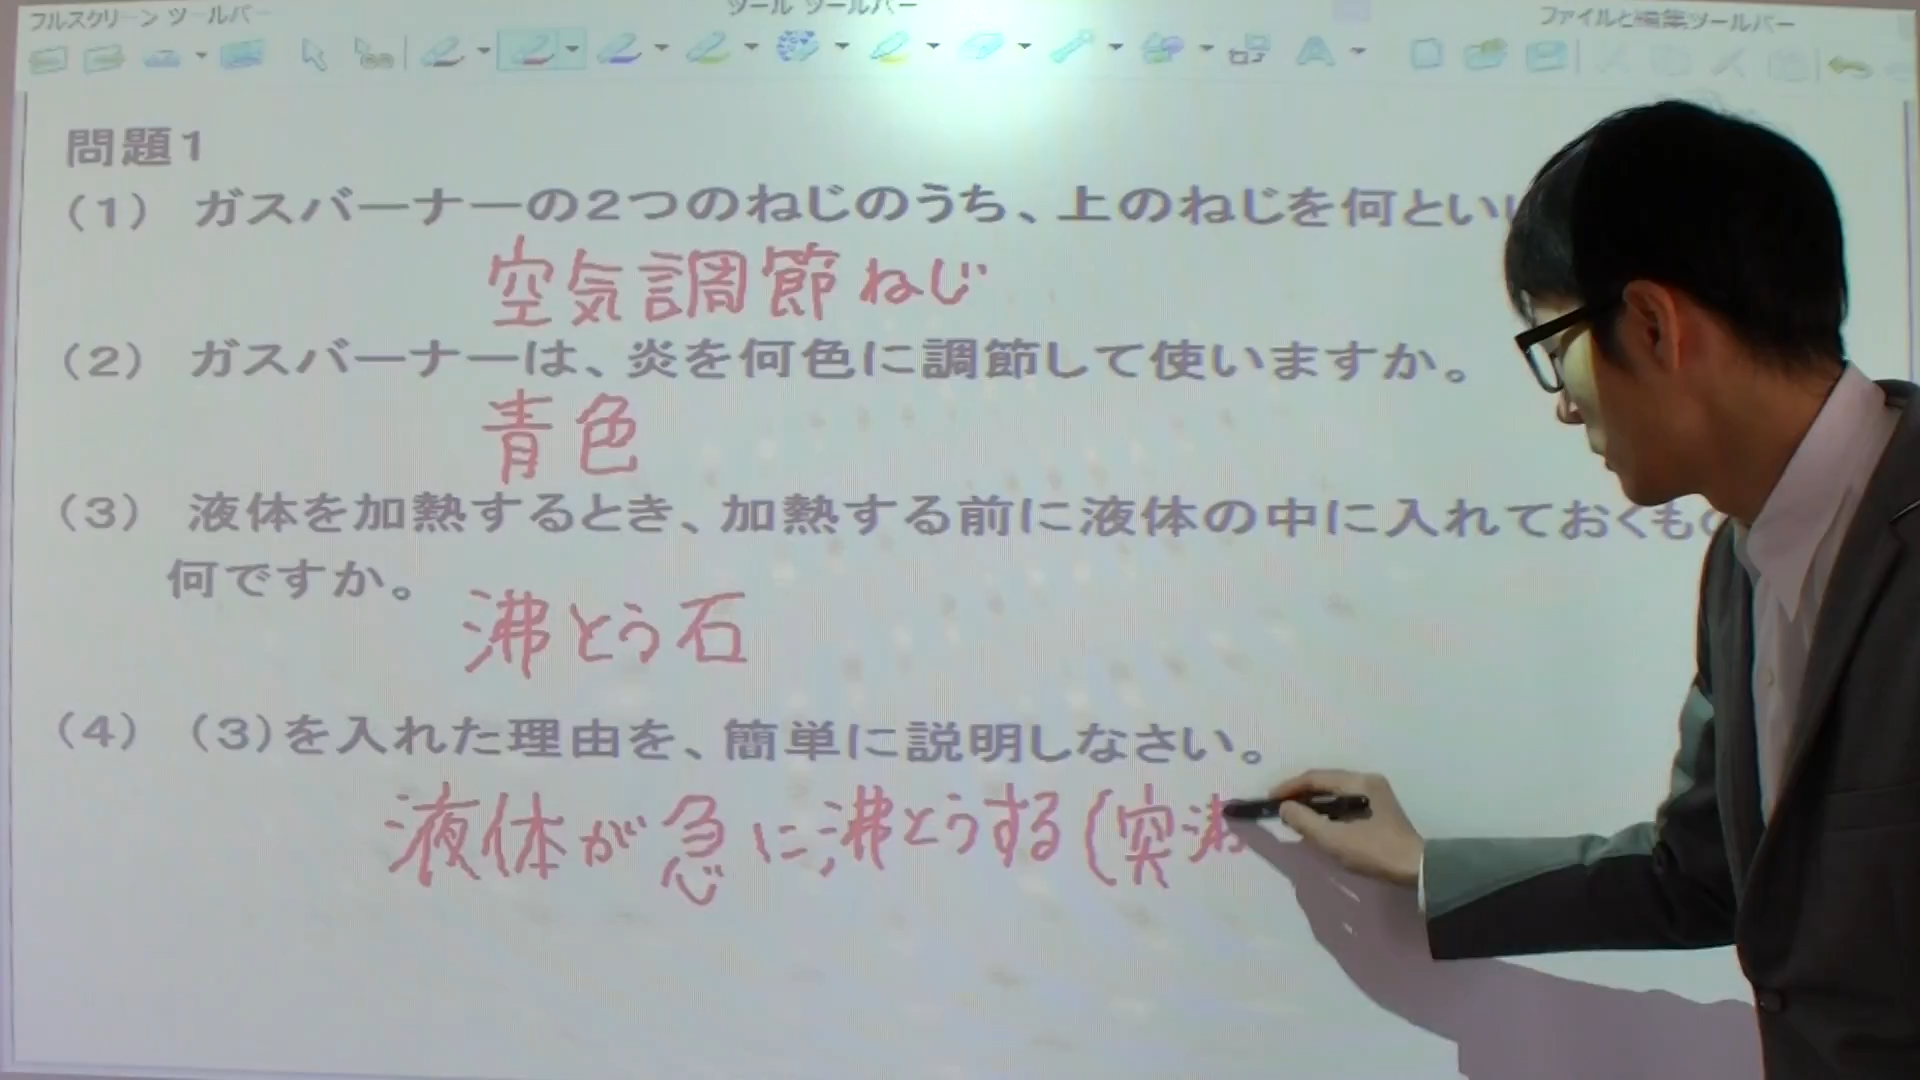 フルスクリーン ツールバー
ツール ツールバー
ファイルと編集ツールバー
問題1
(1) ガスバーナーの2つのねじのうち、上のねじを何とい
空気調節ねじ
(2) ガスバーナーは、炎を何色に調節して使いますか。
青色
(3) 液体を加熱するとき、加熱する前に液体の中に入れておくも
何ですか。
沸とう石
(4) (3)を入れた理由を、簡単に説明しなさい。
液体が急に沸とうする(突沸